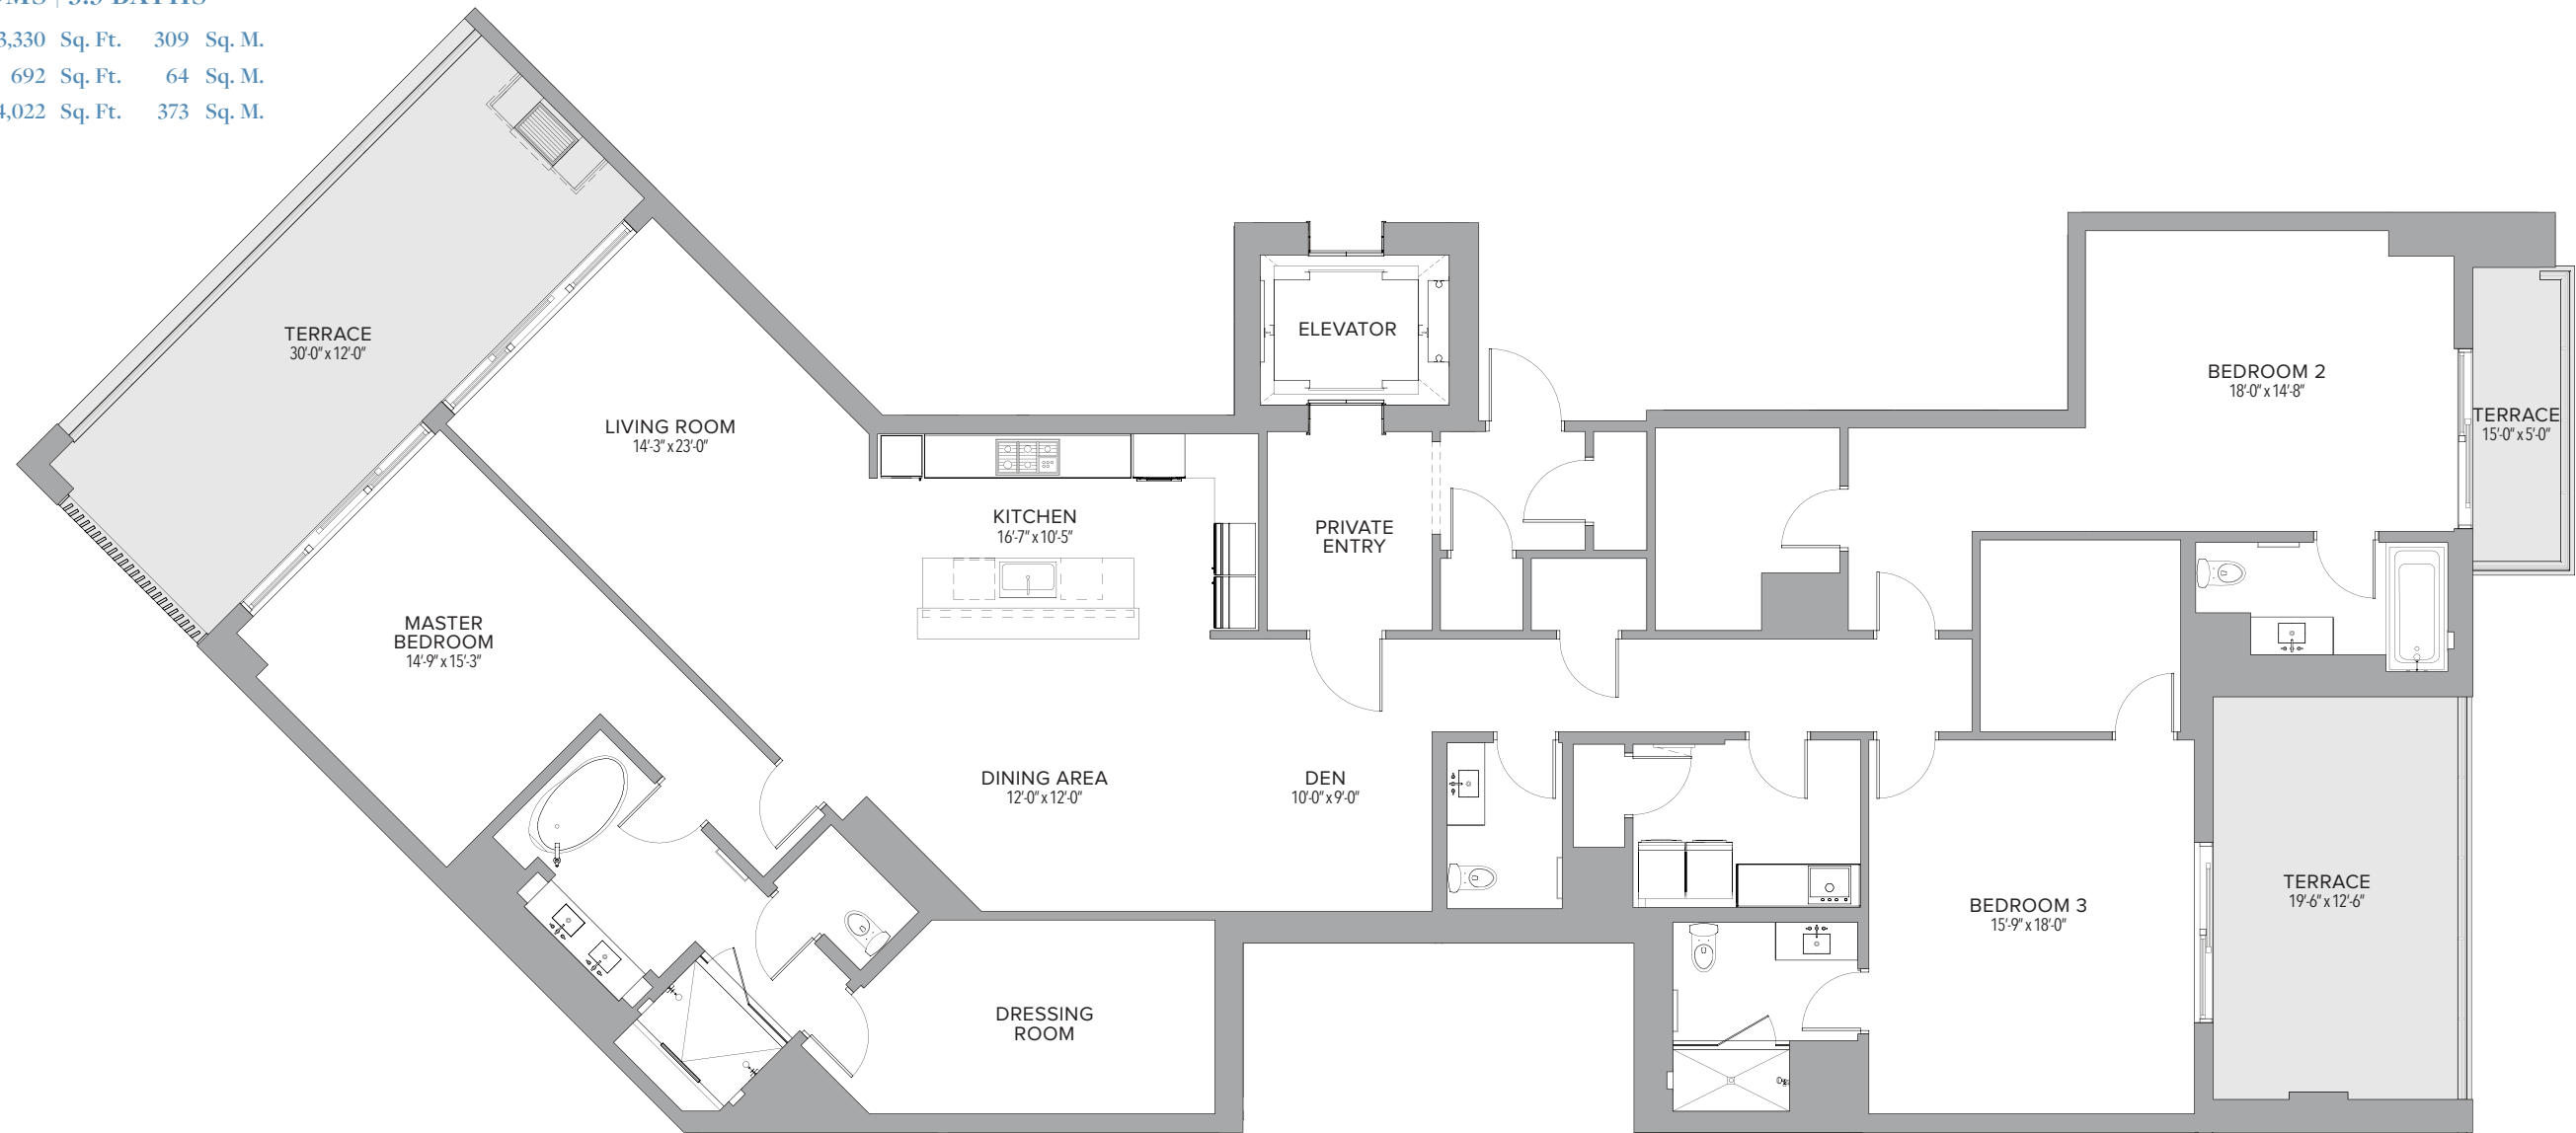 3.5 BATHS
3,330 Sq. Ft. 309 Sq. M.
692 Sq. Ft. 64 Sq. M.
4,022 Sq. Ft. 373 Sq. M.
TERRACE
30'-0" x 12'-0"
LIVING ROOM
14'-3" x 23'-0"
MASTER
BEDROOM
14'-9" x 15'-3"
KITCHEN
16'-7" x 10'-5"
ELEVATOR
PRIVATE
ENTRY
BEDROOM 2
18'-0" x 14'-8"
TERRACE
15'-0" x 5'-0"
DINING AREA
12'-0" x 12'-0"
DEN
10'-0" x 9'-0"
BEDROOM 3
15'-9" x 18'-0"
TERRACE
19'-6" x 12'-6"
DRESSING
ROOM